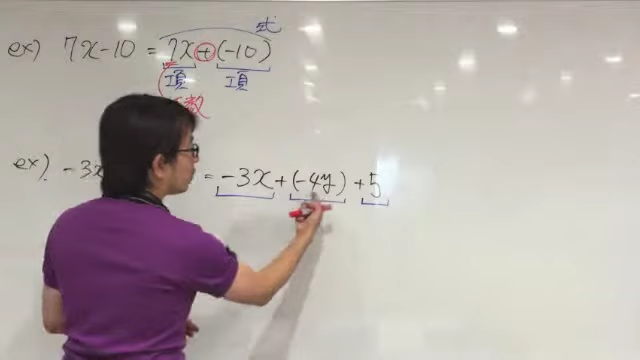 式
ex) 7x-10 = 7x+(-10)
項 項
数
ex). -3x = -3x+(-4y)+5